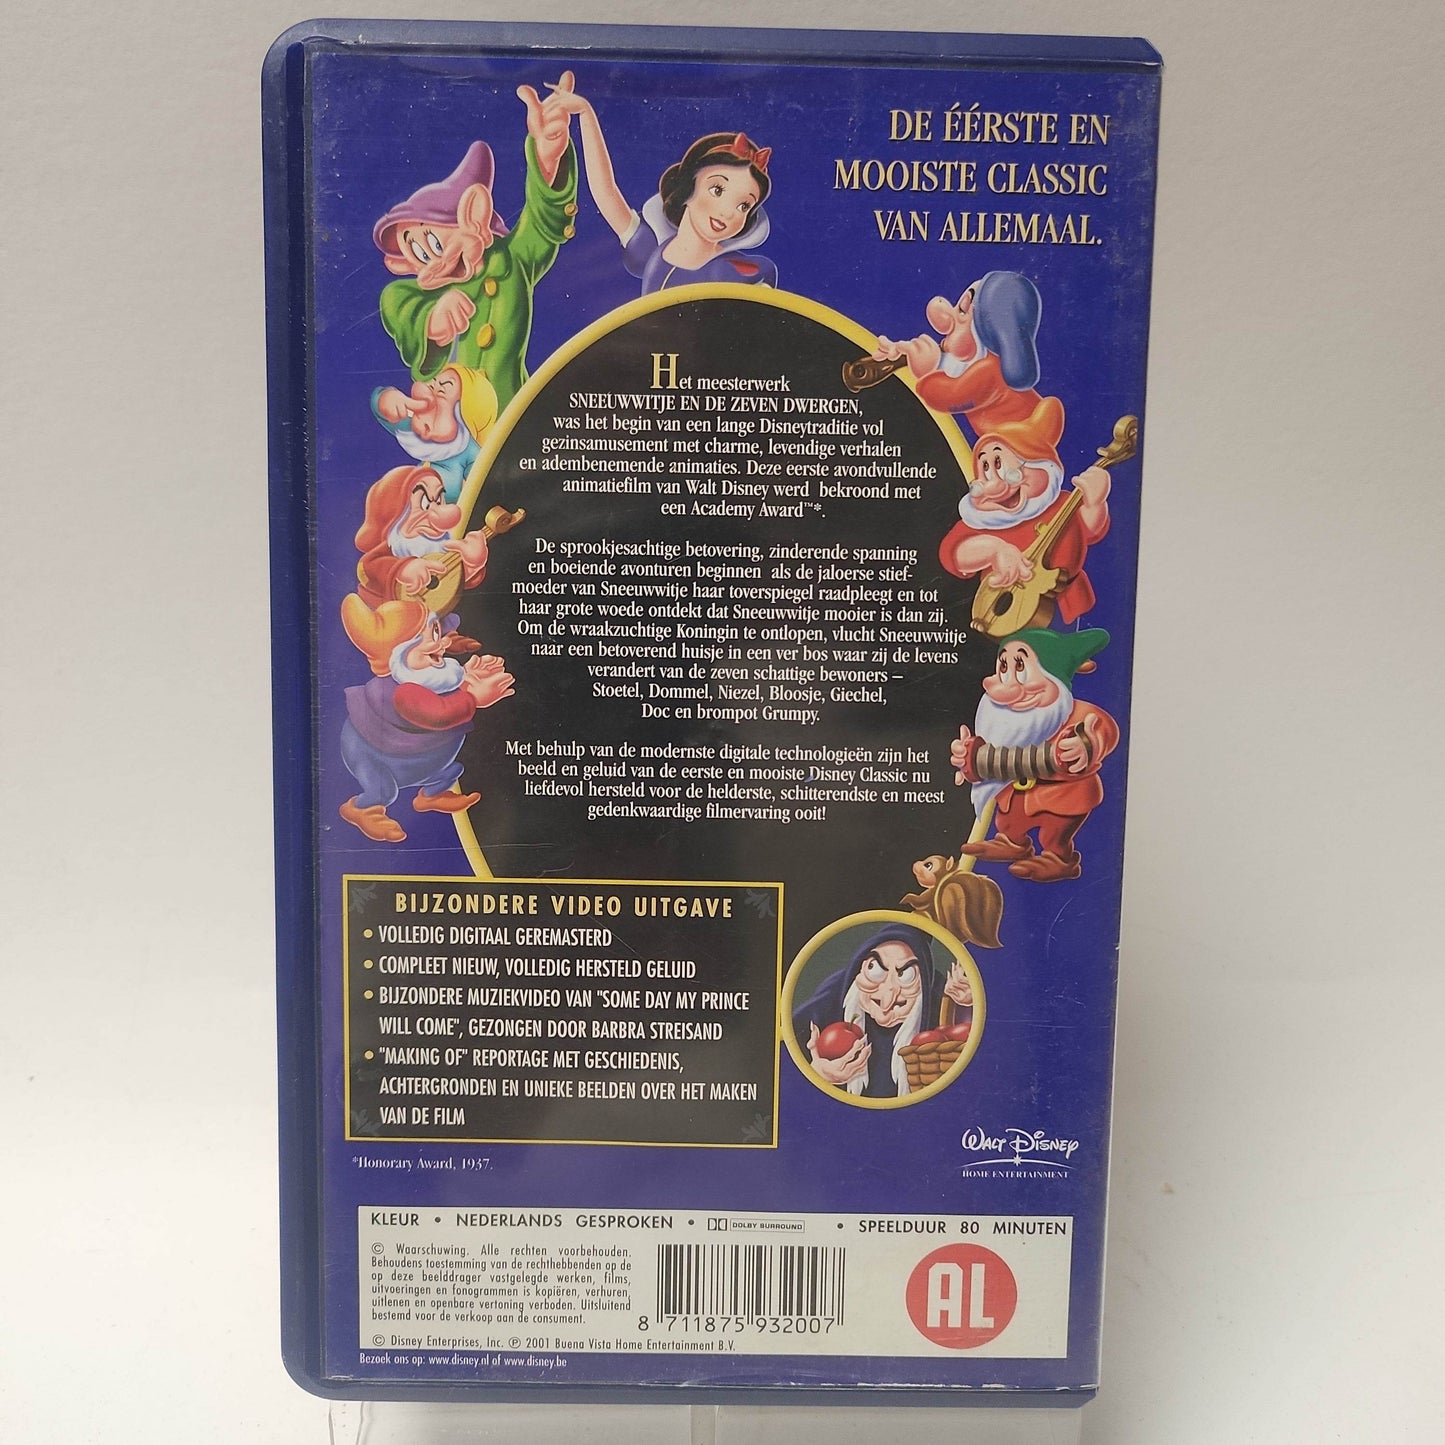 DE ÉÉRSTE EN
MOOISTE CLASSIC
VAN ALLEMAAL.
Het meesterwerk
SNEEUWWITJE EN DE ZEVEN DWERGEN,
was het begin van een lange Disneytraditie vol
gezinsamusement met charme, levendige verhalen
en adembenemende animaties. Deze eerste avondvullende
animatiefilm van Walt Disney werd bekroond met
een Academy Award™*.
De sprookjesachtige betovering, zinderende spanning
en boeiende avonturen beginnen als de jaloerse stief-
moeder van Sneeuwwitje haar toverspiegel raadpleegt en tot
haar grote woede ontdekt dat Sneeuwwitje mooier is dan zij.
Om de wraakzuchtige Koningin te ontlopen, vlucht Sneeuwwitje
naar een betoverend huisje in een ver bos waar zij de levens
verandert van de zeven schattige bewoners –
Stoetel, Dommel, Niezel, Bloosje, Giechel,
Doc en brompot Grumpy.
Met behulp van de modernste digitale technologieën zijn het
beeld en geluid van de eerste en mooiste Disney Classic nu
liefdevol hersteld voor de helderste, schitterendste en meest
gedenkwaardige filmervaring ooit!
BIJZONDERE VIDEO UITGAVE
• VOLLEDIG DIGITAAL GEREMASTERD
• COMPLEET NIEUW, VOLLEDIG HERSTELD GELUID
• BIJZONDERE MUZIEKVIDEO VAN "SOME DAY MY PRINCE
WILL COME", GEZONGEN DOOR BARBRA STREISAND
• "MAKING OF" REPORTAGE MET GESCHIEDENIS,
ACHTERGRONDEN EN UNIEKE BEELDEN OVER HET MAKEN
VAN DE FILM
*Honorary Award, 1937.
WALT DISNEY
HOME ENTERTAINMENT
KLEUR • NEDERLANDS GESPROKEN • DOLBY SURROUND • SPEELDUUR 80 MINUTEN
© Waarschuwing. Alle rechten voorbehouden.
Behoudens toestemming van de rechthebbenden op de
op deze beelddrager vastgelegde werken, films,
uitvoeringen en fonogrammen is kopiëren, verhuren,
uitlenen en openbare vertoning verboden. Uitsluitend
bestemd voor de verkoop aan de consument.
8 711875 932007
AL
© Disney Enterprises, Inc. ℗ 2001 Buena Vista Home Entertainment B.V.
Bezoek ons op: www.disney.nl of www.disney.be